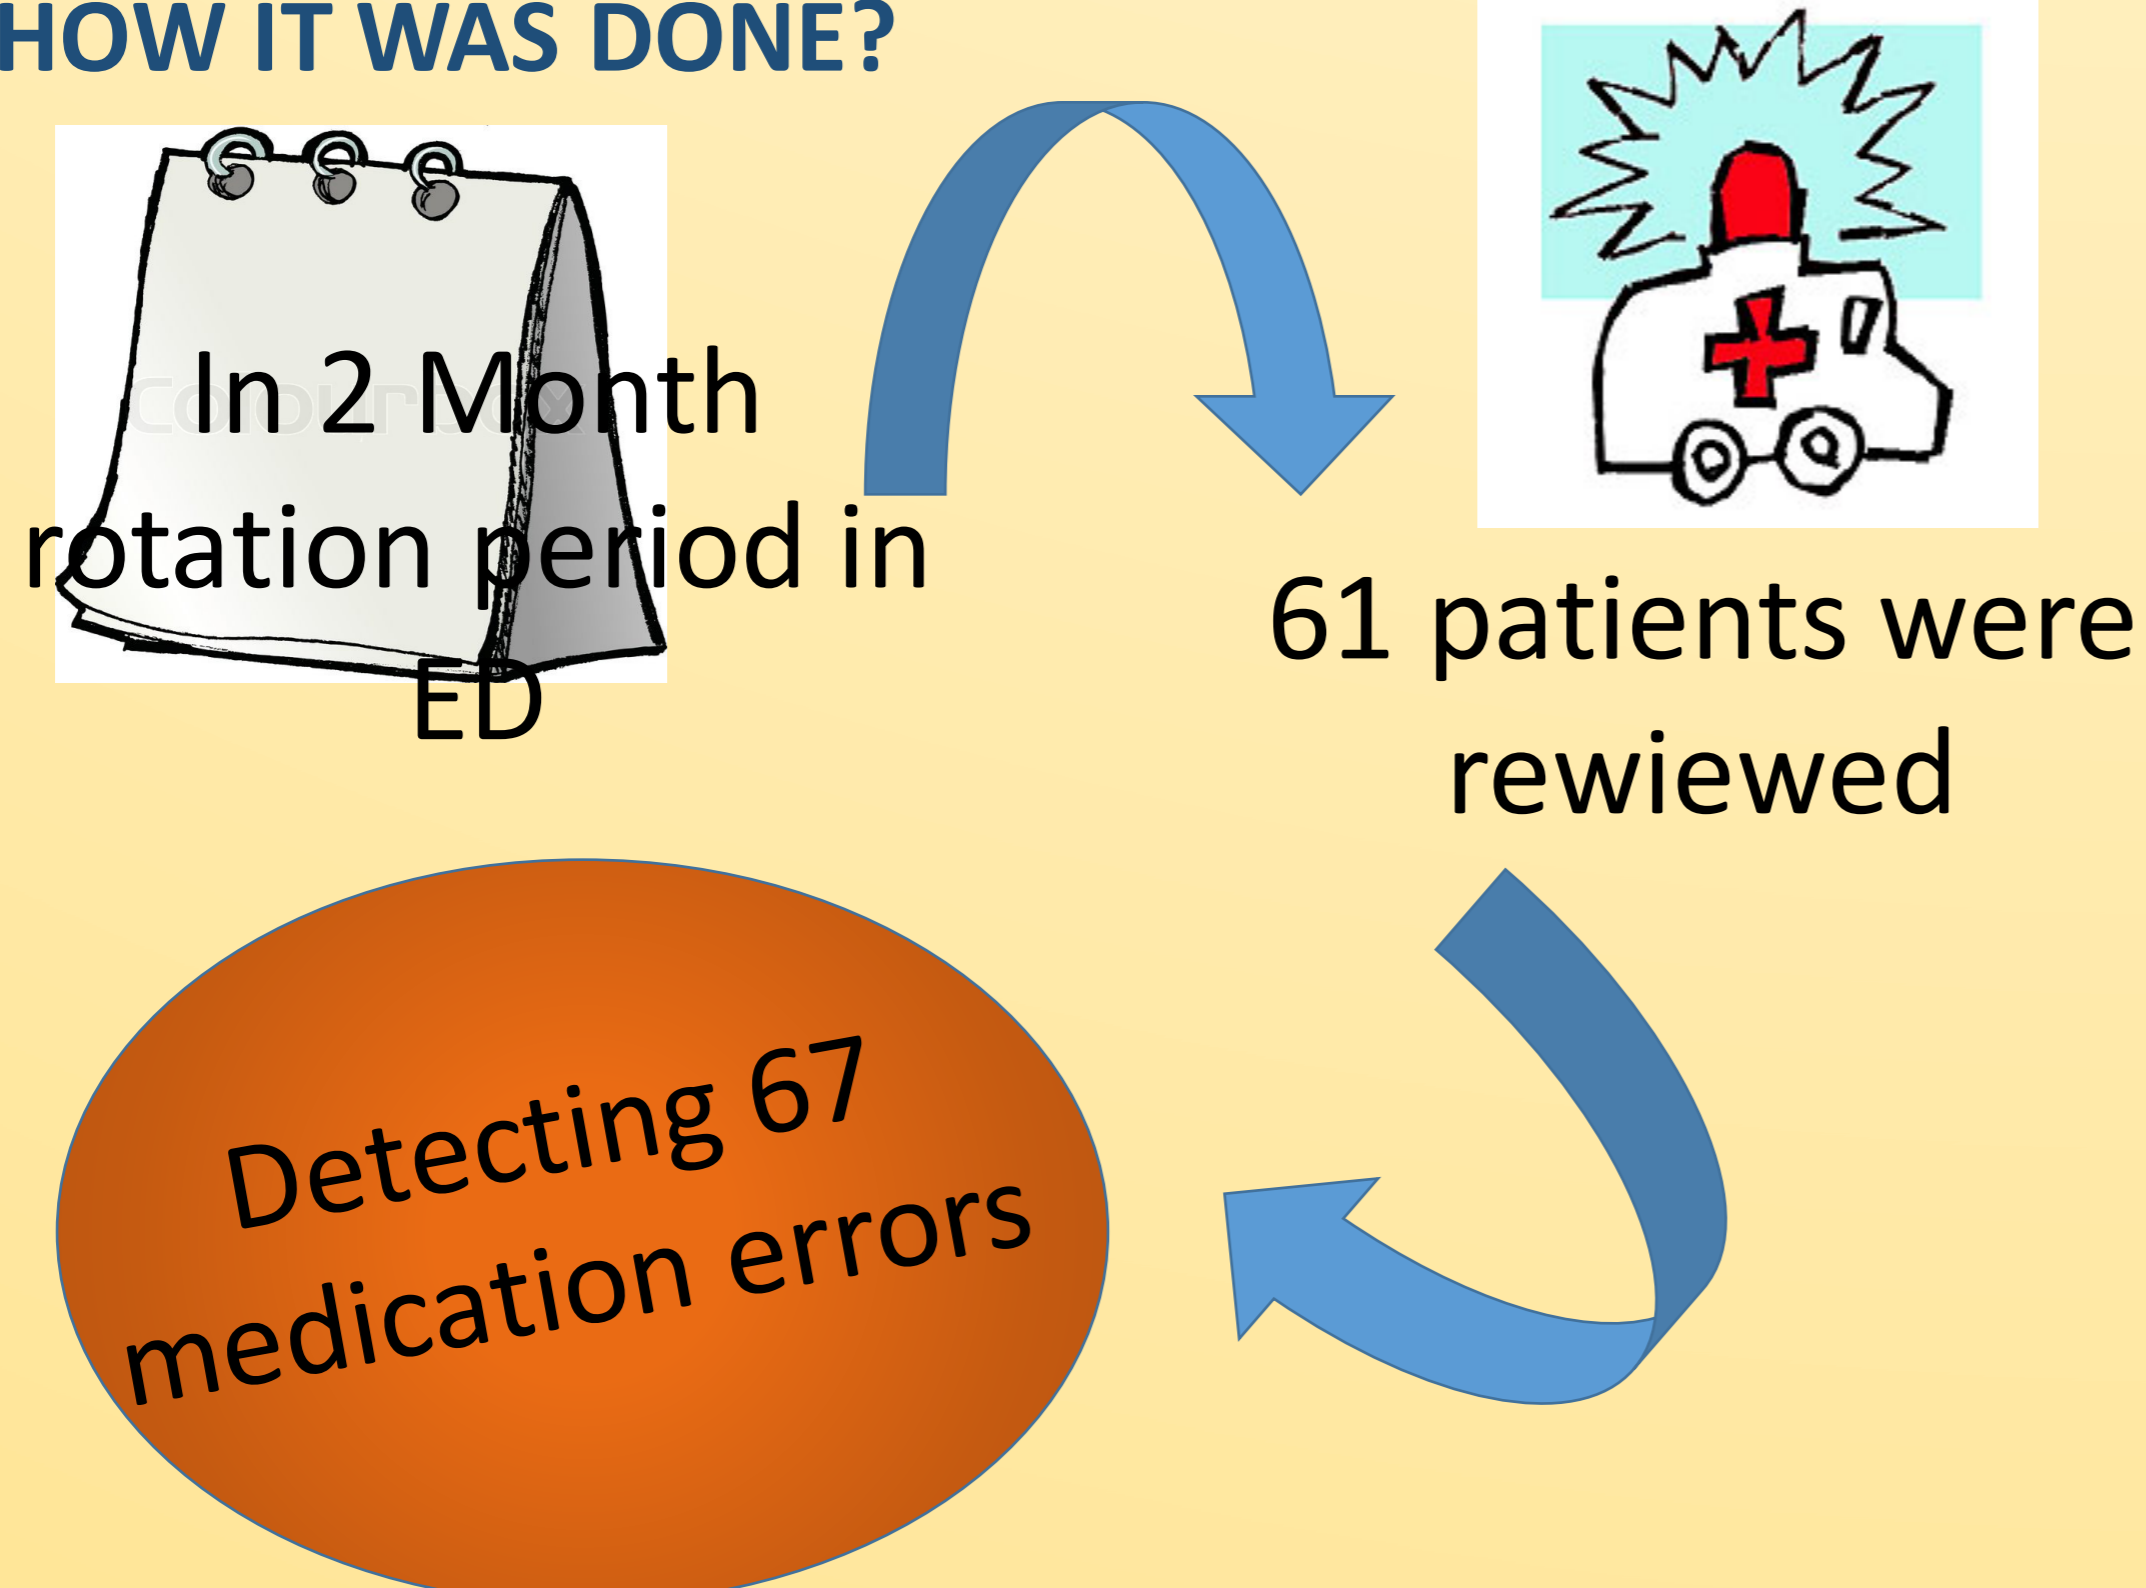 HOW IT WAS DONE?
In 2 Month
rotation period in
ED
61 patients were
rewiewed
Detecting 67
medication errors